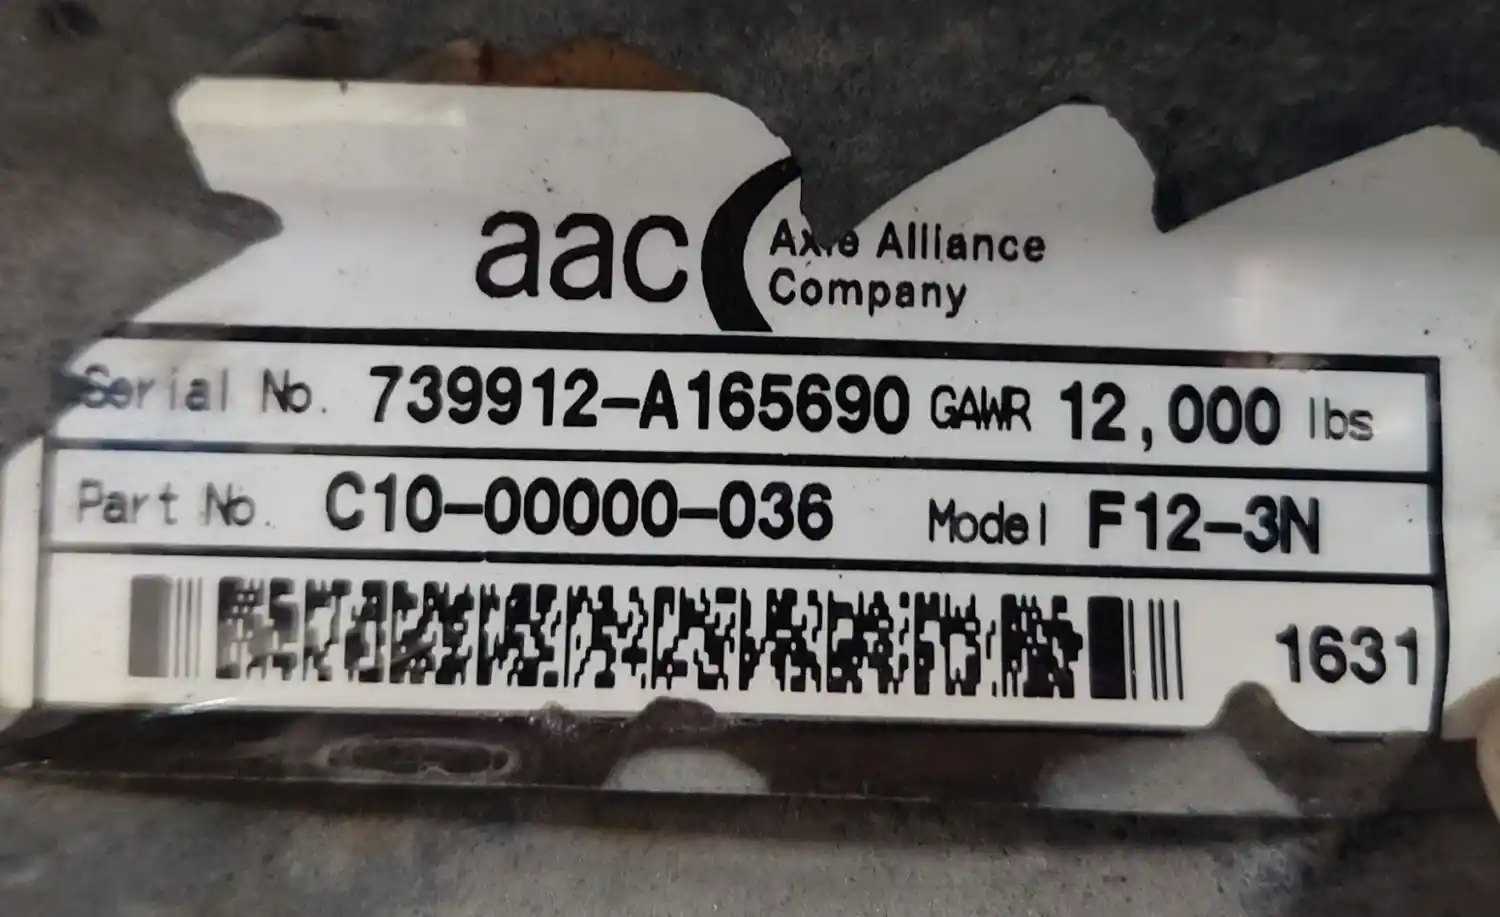 aac Axle Alliance
Company
Serial No. 739912-A165690 GAWR 12,000 lbs
Part No. C10-00000-036 Model F12-3N
1631